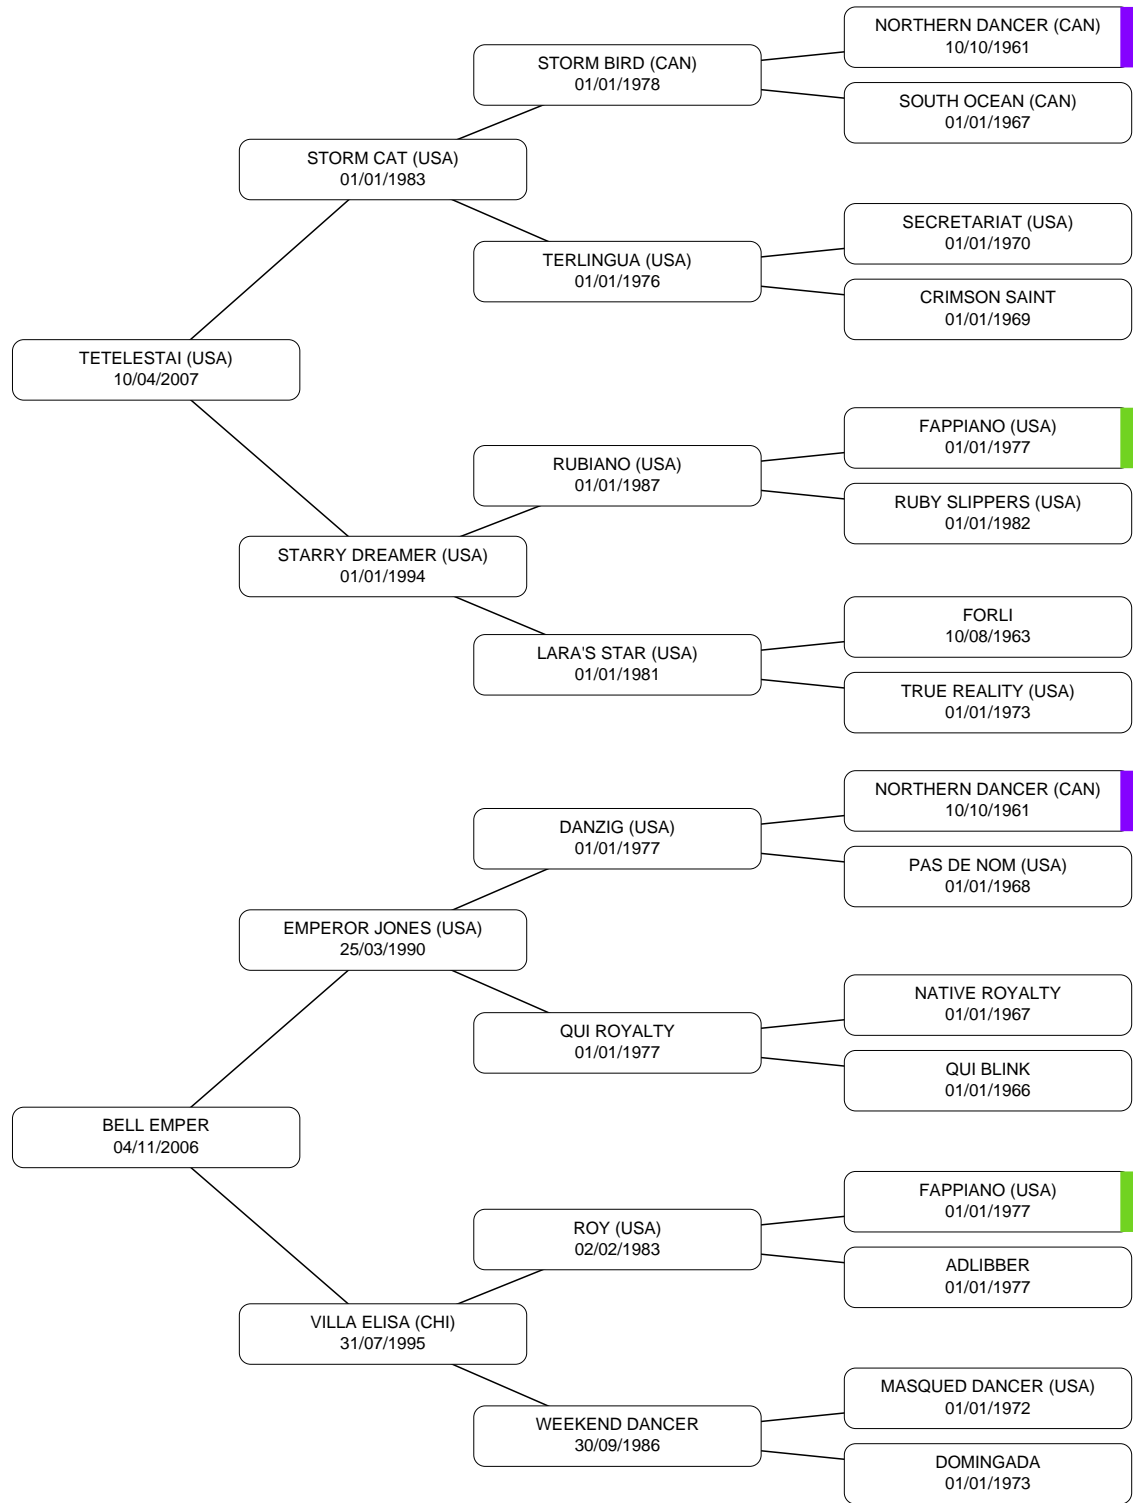 NORTHERN DANCER (CAN)
10/10/1961
STORM BIRD (CAN)
01/01/1978
SOUTH OCEAN (CAN)
01/01/1967
STORM CAT (USA)
01/01/1983
SECRETARIAT (USA)
01/01/1970
TERLINGUA (USA)
01/01/1976
CRIMSON SAINT
01/01/1969
TETELESTAI (USA)
10/04/2007
FAPPIANO (USA)
01/01/1977
RUBIANO (USA)
01/01/1987
RUBY SLIPPERS (USA)
01/01/1982
STARRY DREAMER (USA)
01/01/1994
FORLI
10/08/1963
LARA'S STAR (USA)
01/01/1981
TRUE REALITY (USA)
01/01/1973
NORTHERN DANCER (CAN)
10/10/1961
DANZIG (USA)
01/01/1977
PAS DE NOM (USA)
01/01/1968
EMPEROR JONES (USA)
25/03/1990
NATIVE ROYALTY
01/01/1967
QUI ROYALTY
01/01/1977
QUI BLINK
01/01/1966
BELL EMPER
04/11/2006
FAPPIANO (USA)
01/01/1977
ROY (USA)
02/02/1983
ADLIBBER
01/01/1977
VILLA ELISA (CHI)
31/07/1995
MASQUED DANCER (USA)
01/01/1972
WEEKEND DANCER
30/09/1986
DOMINGADA
01/01/1973